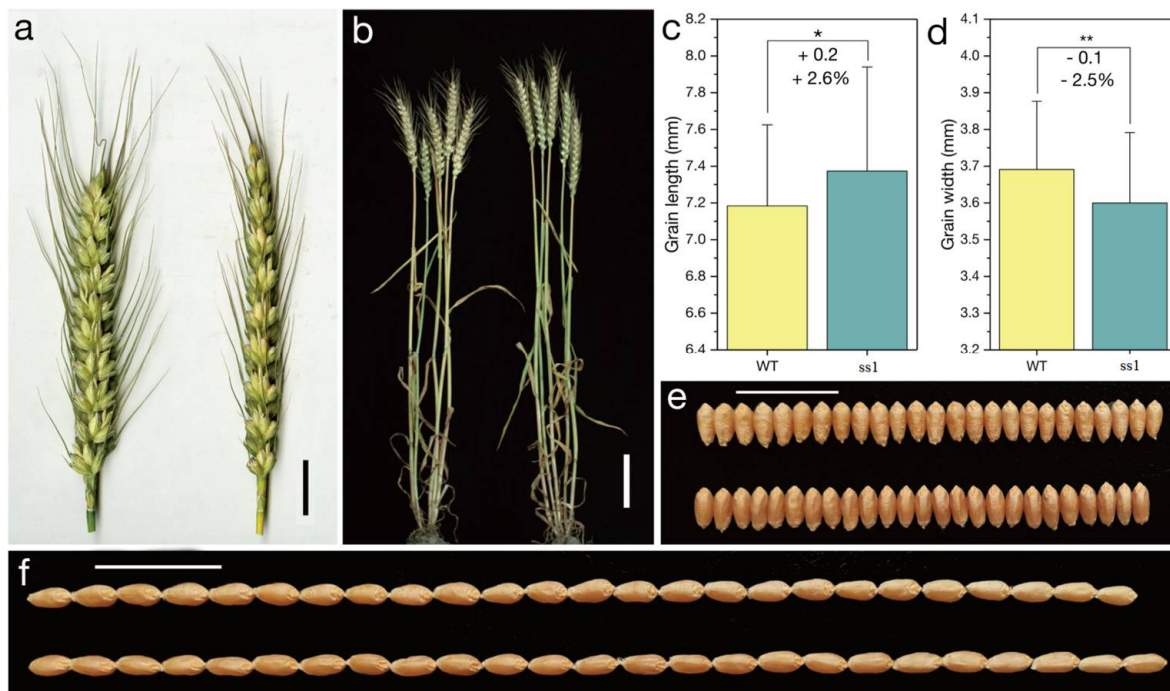 a
b
c
8.2
8.0
7.8
7.6
7.4
7.2
7.0
6.8
6.6
6.4
Grain length (mm)
*
+ 0.2
+ 2.6%
WT
ss1
d
4.1
4.0
3.9
3.8
3.7
3.6
3.5
3.4
3.3
3.2
Grain width (mm)
**
- 0.1
- 2.5%
WT
ss1
e
f